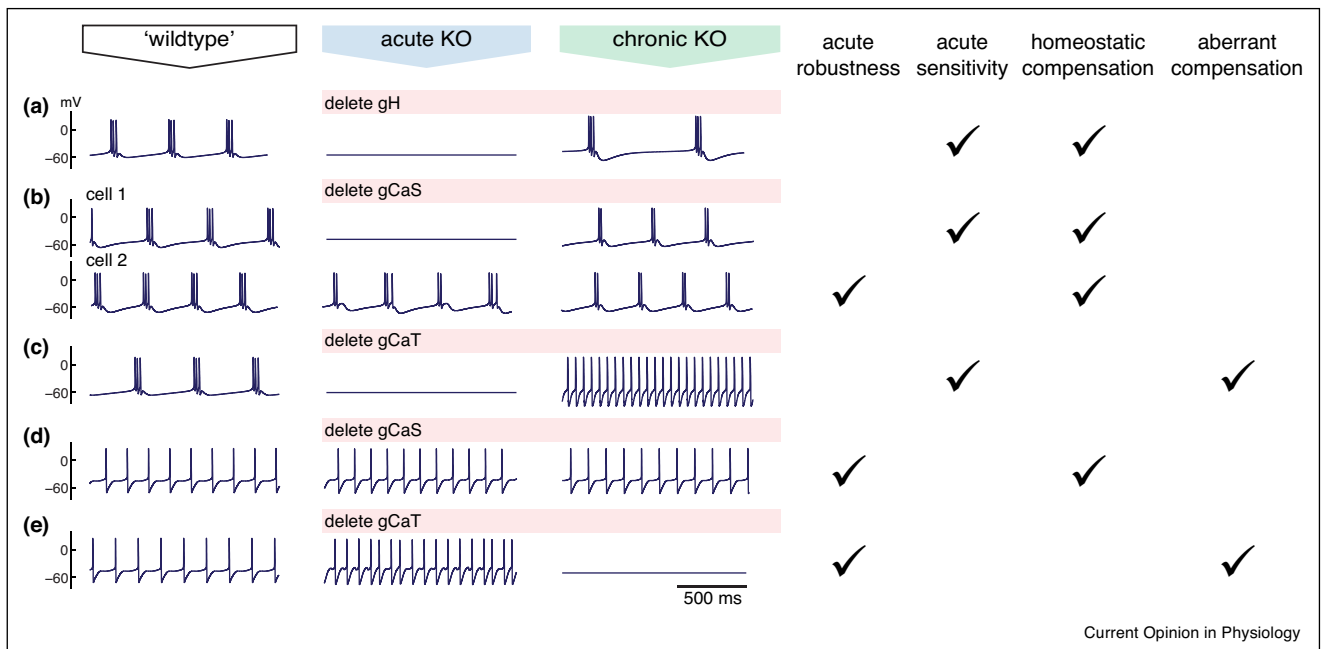 'wildtype'
acute KO
chronic KO
acute robustness
acute sensitivity
homeostatic compensation
aberrant compensation
(a)
mV
0
−60
delete gH
(b)
cell 1
0
−60
delete gCaS
cell 2
0
−60
(c)
0
−60
delete gCaT
(d)
0
−60
delete gCaS
(e)
0
−60
delete gCaT
500 ms
Current Opinion in Physiology